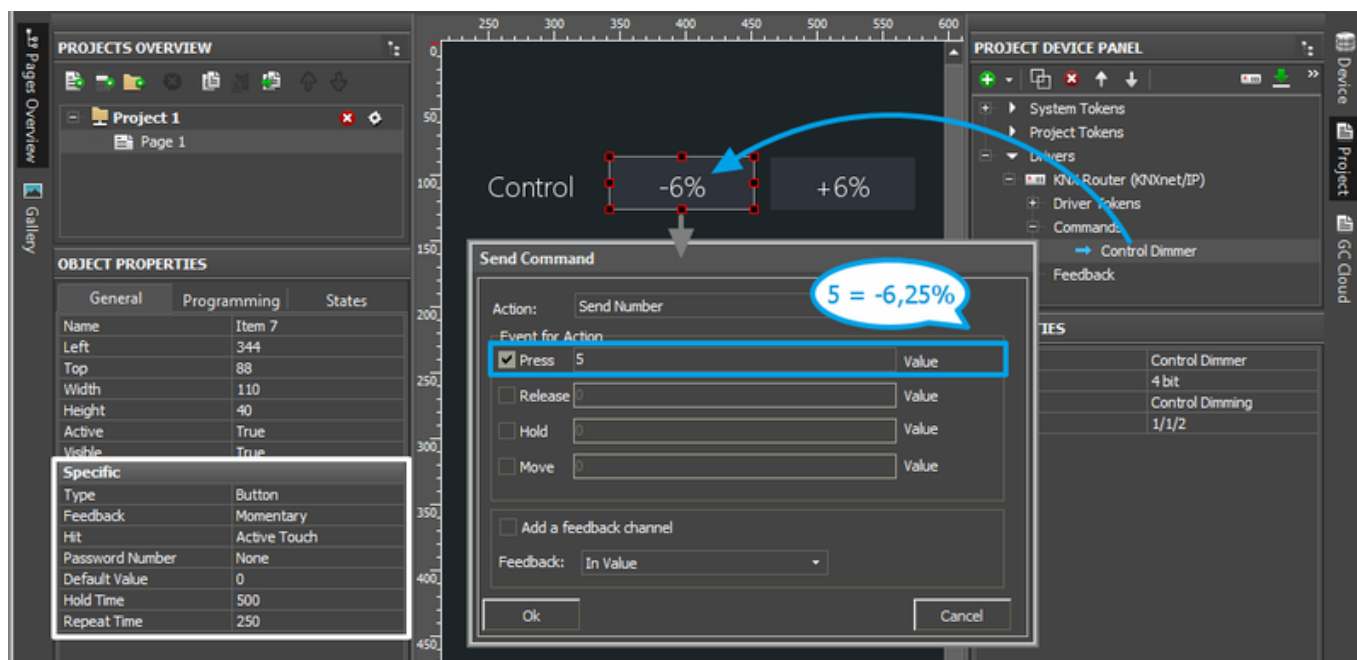 Pages Overview
Gallery
PROJECTS OVERVIEW
Project 1
Page 1
OBJECT PROPERTIES
General Programming States
Name Item 7
Left 344
Top 88
Width 110
Height 40
Active True
Visible True
Specific
Type Button
Feedback Momentary
Hit Active Touch
Password Number None
Default Value 0
Hold Time 500
Repeat Time 250
250 300 350 400 450 500 550 600
0
50
100
150
200
250
300
350
400
450
Control -6% +6%
Send Command
Action: Send Number
5 = -6,25%
Event for Action
Press 5 Value
Release 0 Value
Hold 0 Value
Move 0 Value
Add a feedback channel
Feedback: In Value
Ok Cancel
PROJECT DEVICE PANEL
System Tokens
Project Tokens
Drivers
KNX Router (KNXnet/IP)
Driver Tokens
Commands
Control Dimmer
Feedback
TIES
Control Dimmer
4 bit
Control Dimming
1/1/2
Device
Project
GC Cloud